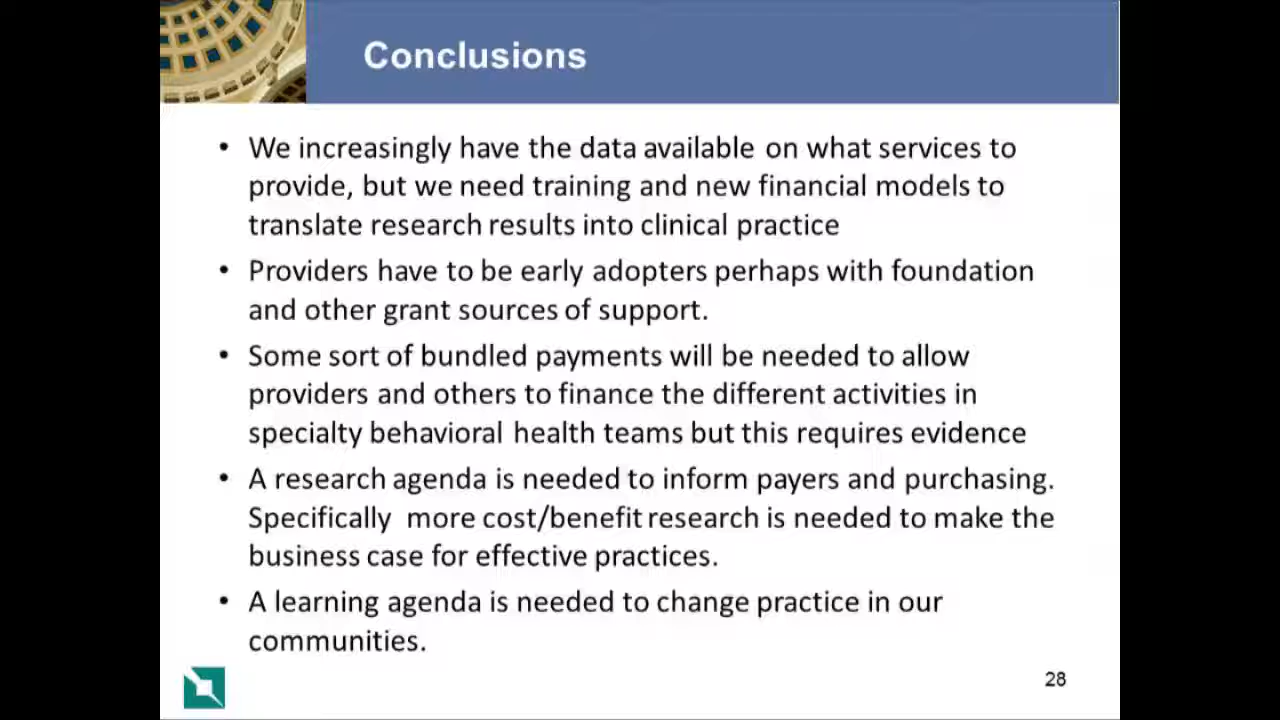 Conclusions
• We increasingly have the data available on what services to
provide, but we need training and new financial models to
translate research results into clinical practice
• Providers have to be early adopters perhaps with foundation
and other grant sources of support.
• Some sort of bundled payments will be needed to allow
providers and others to finance the different activities in
specialty behavioral health teams but this requires evidence
• A research agenda is needed to inform payers and purchasing.
Specifically more cost/benefit research is needed to make the
business case for effective practices.
• A learning agenda is needed to change practice in our
communities.
28